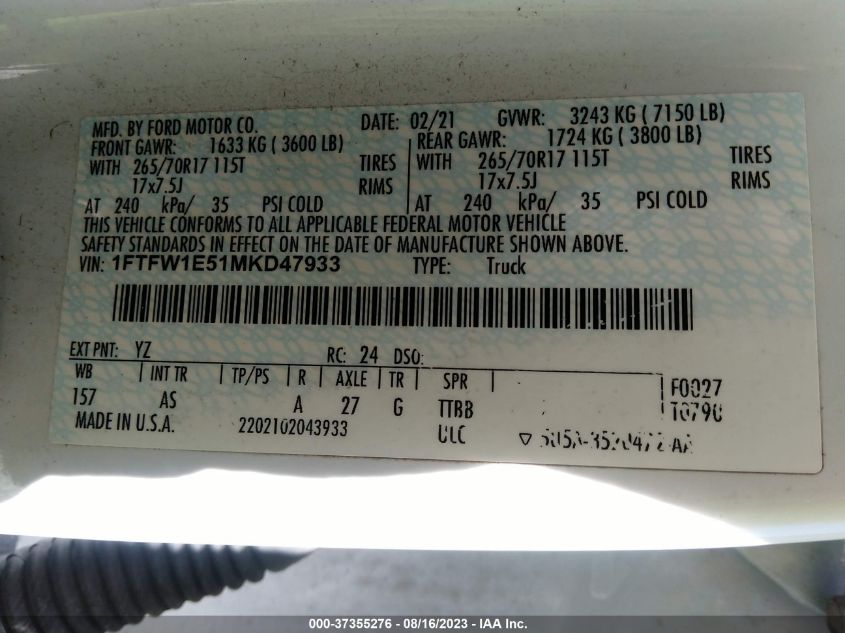 MFD. BY FORD MOTOR CO. DATE: 02/21 GVWR: 3243 KG ( 7150 LB)
FRONT GAWR: 1633 KG ( 3600 LB) REAR GAWR: 1724 KG ( 3800 LB)
WITH 265/70R17 115T TIRES WITH 265/70R17 115T TIRES
17x7.5J RIMS 17x7.5J RIMS
AT 240 kPa/ 35 PSI COLD AT 240 kPa/ 35 PSI COLD
THIS VEHICLE CONFORMS TO ALL APPLICABLE FEDERAL MOTOR VEHICLE
SAFETY STANDARDS IN EFFECT ON THE DATE OF MANUFACTURE SHOWN ABOVE.
VIN: 1FTFW1E51MKD47933 TYPE: Truck
EXT PNT: YZ RC: 24 DSO:
WB INT TR TP/PS R AXLE TR SPR F0027
157 AS A 27 G TTBB
MADE IN U.S.A. 2202102043933 ULC
000-37355276 - 08/16/2023 - IAA Inc.